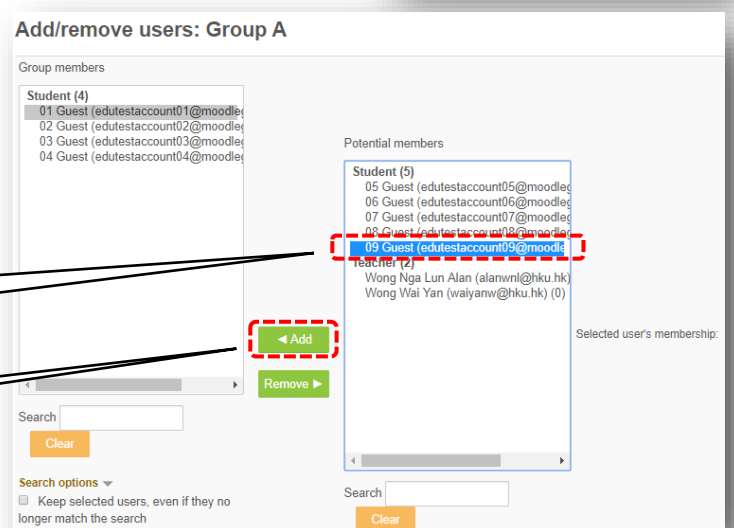 Add/remove users: Group A
Group members
Student (4)
01 Guest (edutestaccount01@moodleg
02 Guest (edutestaccount02@moodleg
03 Guest (edutestaccount03@moodleg
04 Guest (edutestaccount04@moodleg
Potential members
Student (5)
05 Guest (edutestaccount05@moodleg
06 Guest (edutestaccount06@moodleg
07 Guest (edutestaccount07@moodleg
08 Guest (edutestaccount08@moodleg
09 Guest (edutestaccount09@moodle
Teacher (2)
Wong Nga Lun Alan (alanwnl@hku.hk)
Wong Wai Yan (waiyanw@hku.hk) (0)
◄ Add
Selected user's membership:
Remove ►
Search
Clear
Search options
Keep selected users, even if they no
longer match the search
Search
Clear